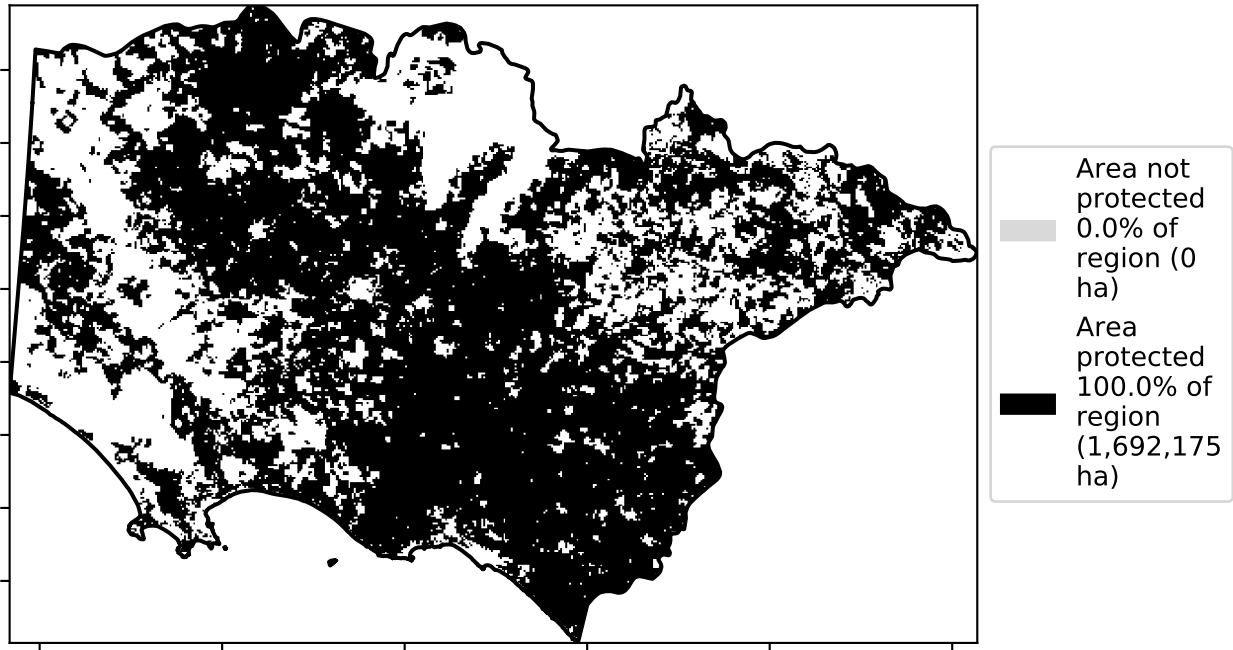 Area not
protected
0.0% of
region (0
ha)
Area
protected
100.0% of
region
(1,692,175
ha)